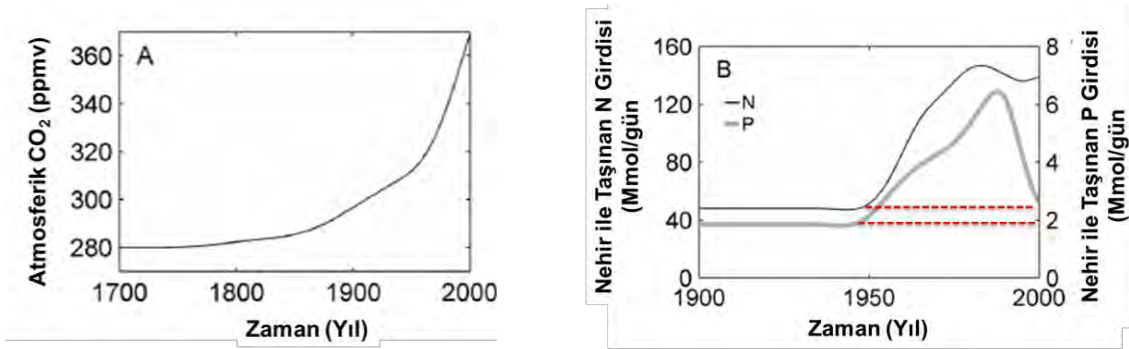 A
Atmosferik CO₂ (ppmv)
360
340
320
300
280
1700 1800 1900 2000
Zaman (Yıl)
B
Nehir ile Taşınan N Girdisi
(Mmol/gün)
160
120
80
40
0
N
P
8
6
4
2
0
Nehir ile Taşınan P Girdisi
(Mmol/gün)
1900 1950 2000
Zaman (Yıl)